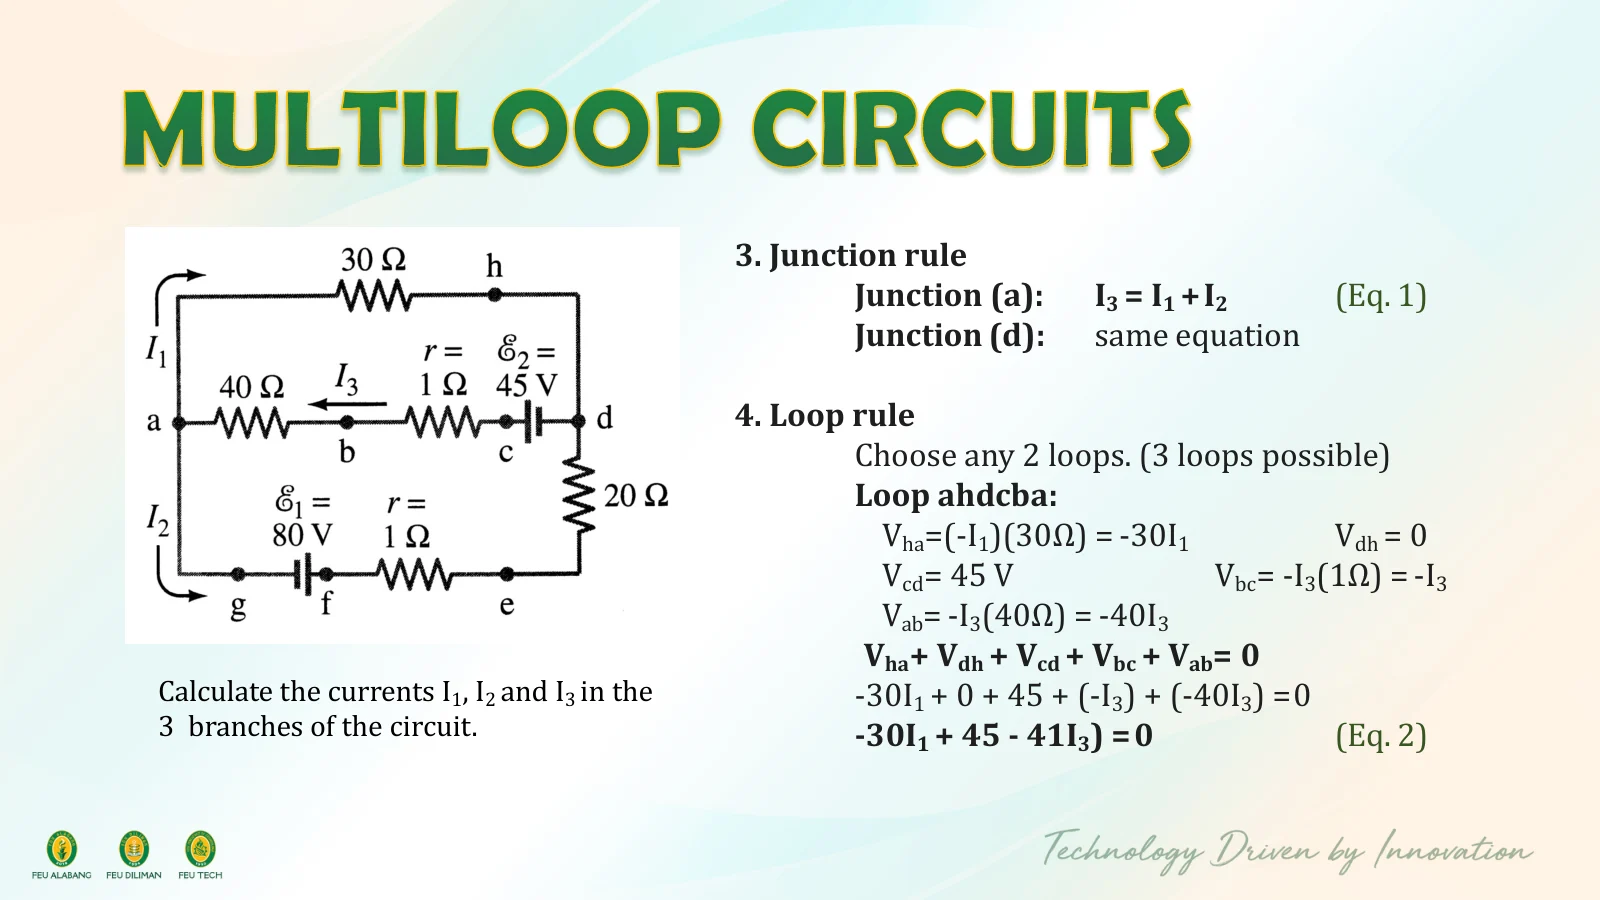 MULTILOOP CIRCUITS
30 Ω
h
I₁
r = 
1 Ω
ℰ₂ =
45 V
40 Ω
I₃
a
b
c
d
20 Ω
I₂
ℰ₁ =
80 V
r =
1 Ω
g
f
e
Calculate the currents I₁, I₂ and I₃ in the
3 branches of the circuit.
3. Junction rule
Junction (a): I₃ = I₁ + I₂ (Eq. 1)
Junction (d): same equation
4. Loop rule
Choose any 2 loops. (3 loops possible)
Loop ahdcba:
Vha=(-I₁)(30Ω) = -30I₁ Vdh = 0
Vcd= 45 V Vbc= -I₃(1Ω) = -I₃
Vab= -I₃(40Ω) = -40I₃
Vha+ Vdh + Vcd + Vbc + Vab= 0
-30I₁ + 0 + 45 + (-I₃) + (-40I₃) =0
-30I₁ + 45 - 41I₃) =0 (Eq. 2)
FEU ALABANG FEU DILIMAN FEU TECH
Technology Driven by Innovation